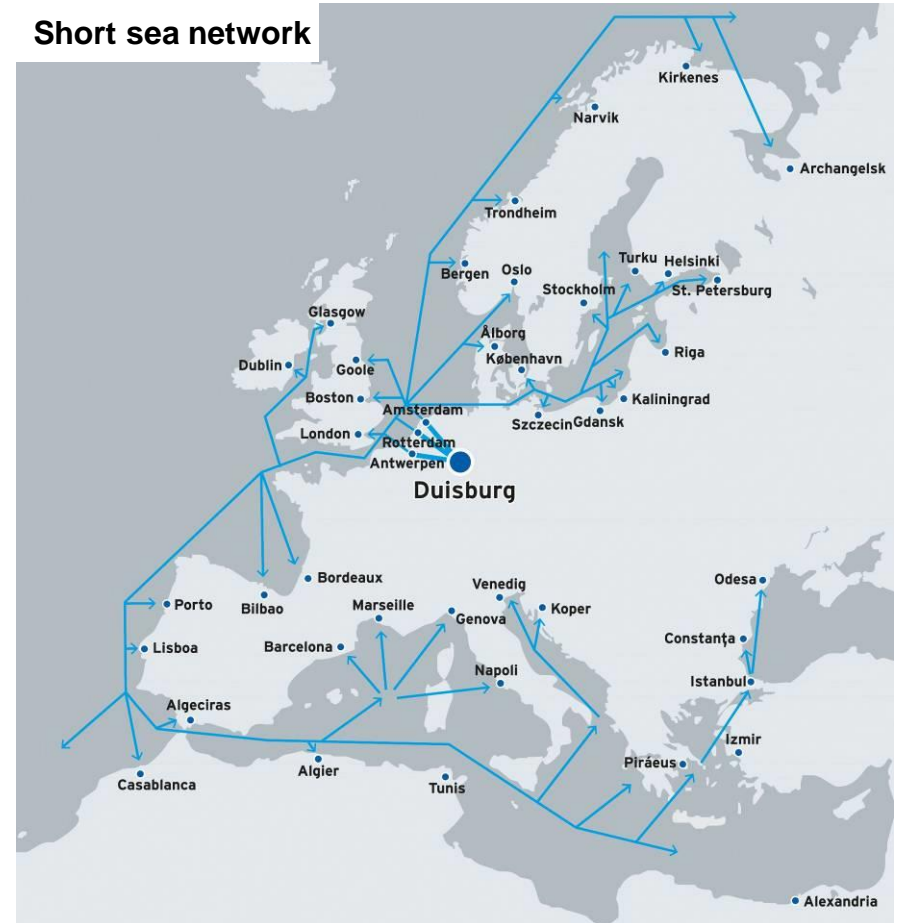 Short sea network
Kirkenes
Narvik
Archangelsk
Trondheim
Bergen
Oslo
Turku
Helsinki
St. Petersburg
Stockholm
Glasgow
Ålborg
København
Riga
Dublin
Goole
Boston
Kaliningrad
Amsterdam
Szczecin
Gdansk
London
Rotterdam
Antwerpen
Duisburg
Bordeaux
Venedig
Odesa
Porto
Bilbao
Marseille
Genova
Koper
Lisboa
Barcelona
Constanţa
Napoli
Istanbul
Algeciras
Izmir
Piräeus
Casablanca
Algier
Tunis
Alexandria